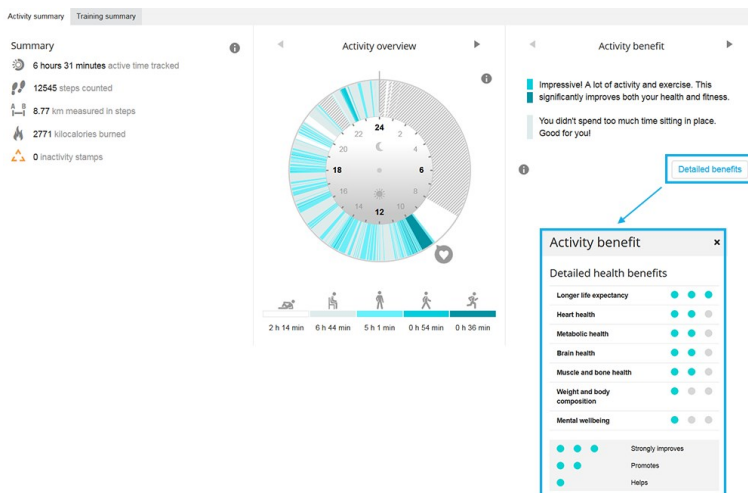 Activity summary
Training summary
Summary
6 hours 31 minutes active time tracked
12545 steps counted
A B
8.77 km measured in steps
2771 kilocalories burned
0 inactivity stamps
Activity overview
24
2
4
6
8
10
12
14
16
18
20
22
2 h 14 min
6 h 44 min
5 h 1 min
0 h 54 min
0 h 36 min
Activity benefit
Impressive! A lot of activity and exercise. This
significantly improves both your health and fitness.
You didn't spend too much time sitting in place.
Good for you!
Detailed benefits
Activity benefit
×
Detailed health benefits
Longer life expectancy
Heart health
Metabolic health
Brain health
Muscle and bone health
Weight and body
composition
Mental wellbeing
Strongly improves
Promotes
Helps